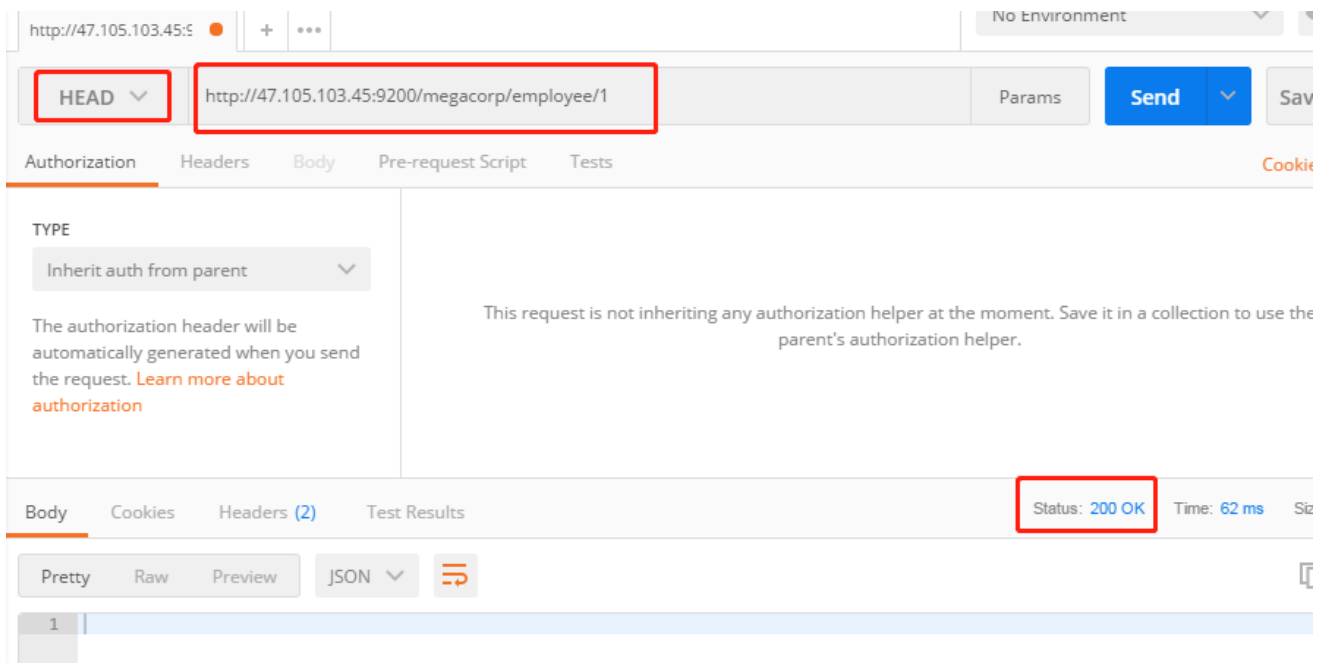 http://47.105.103.45:9
No Environment
HEAD
http://47.105.103.45:9200/megacorp/employee/1
Params
Send
Sav
Authorization
Headers
Body
Pre-request Script
Tests
Cookie
TYPE
Inherit auth from parent
The authorization header will be
automatically generated when you send
the request. Learn more about
authorization
This request is not inheriting any authorization helper at the moment. Save it in a collection to use the
parent's authorization helper.
Body
Cookies
Headers (2)
Test Results
Status: 200 OK
Time: 62 ms
Siz
Pretty
Raw
Preview
JSON
1